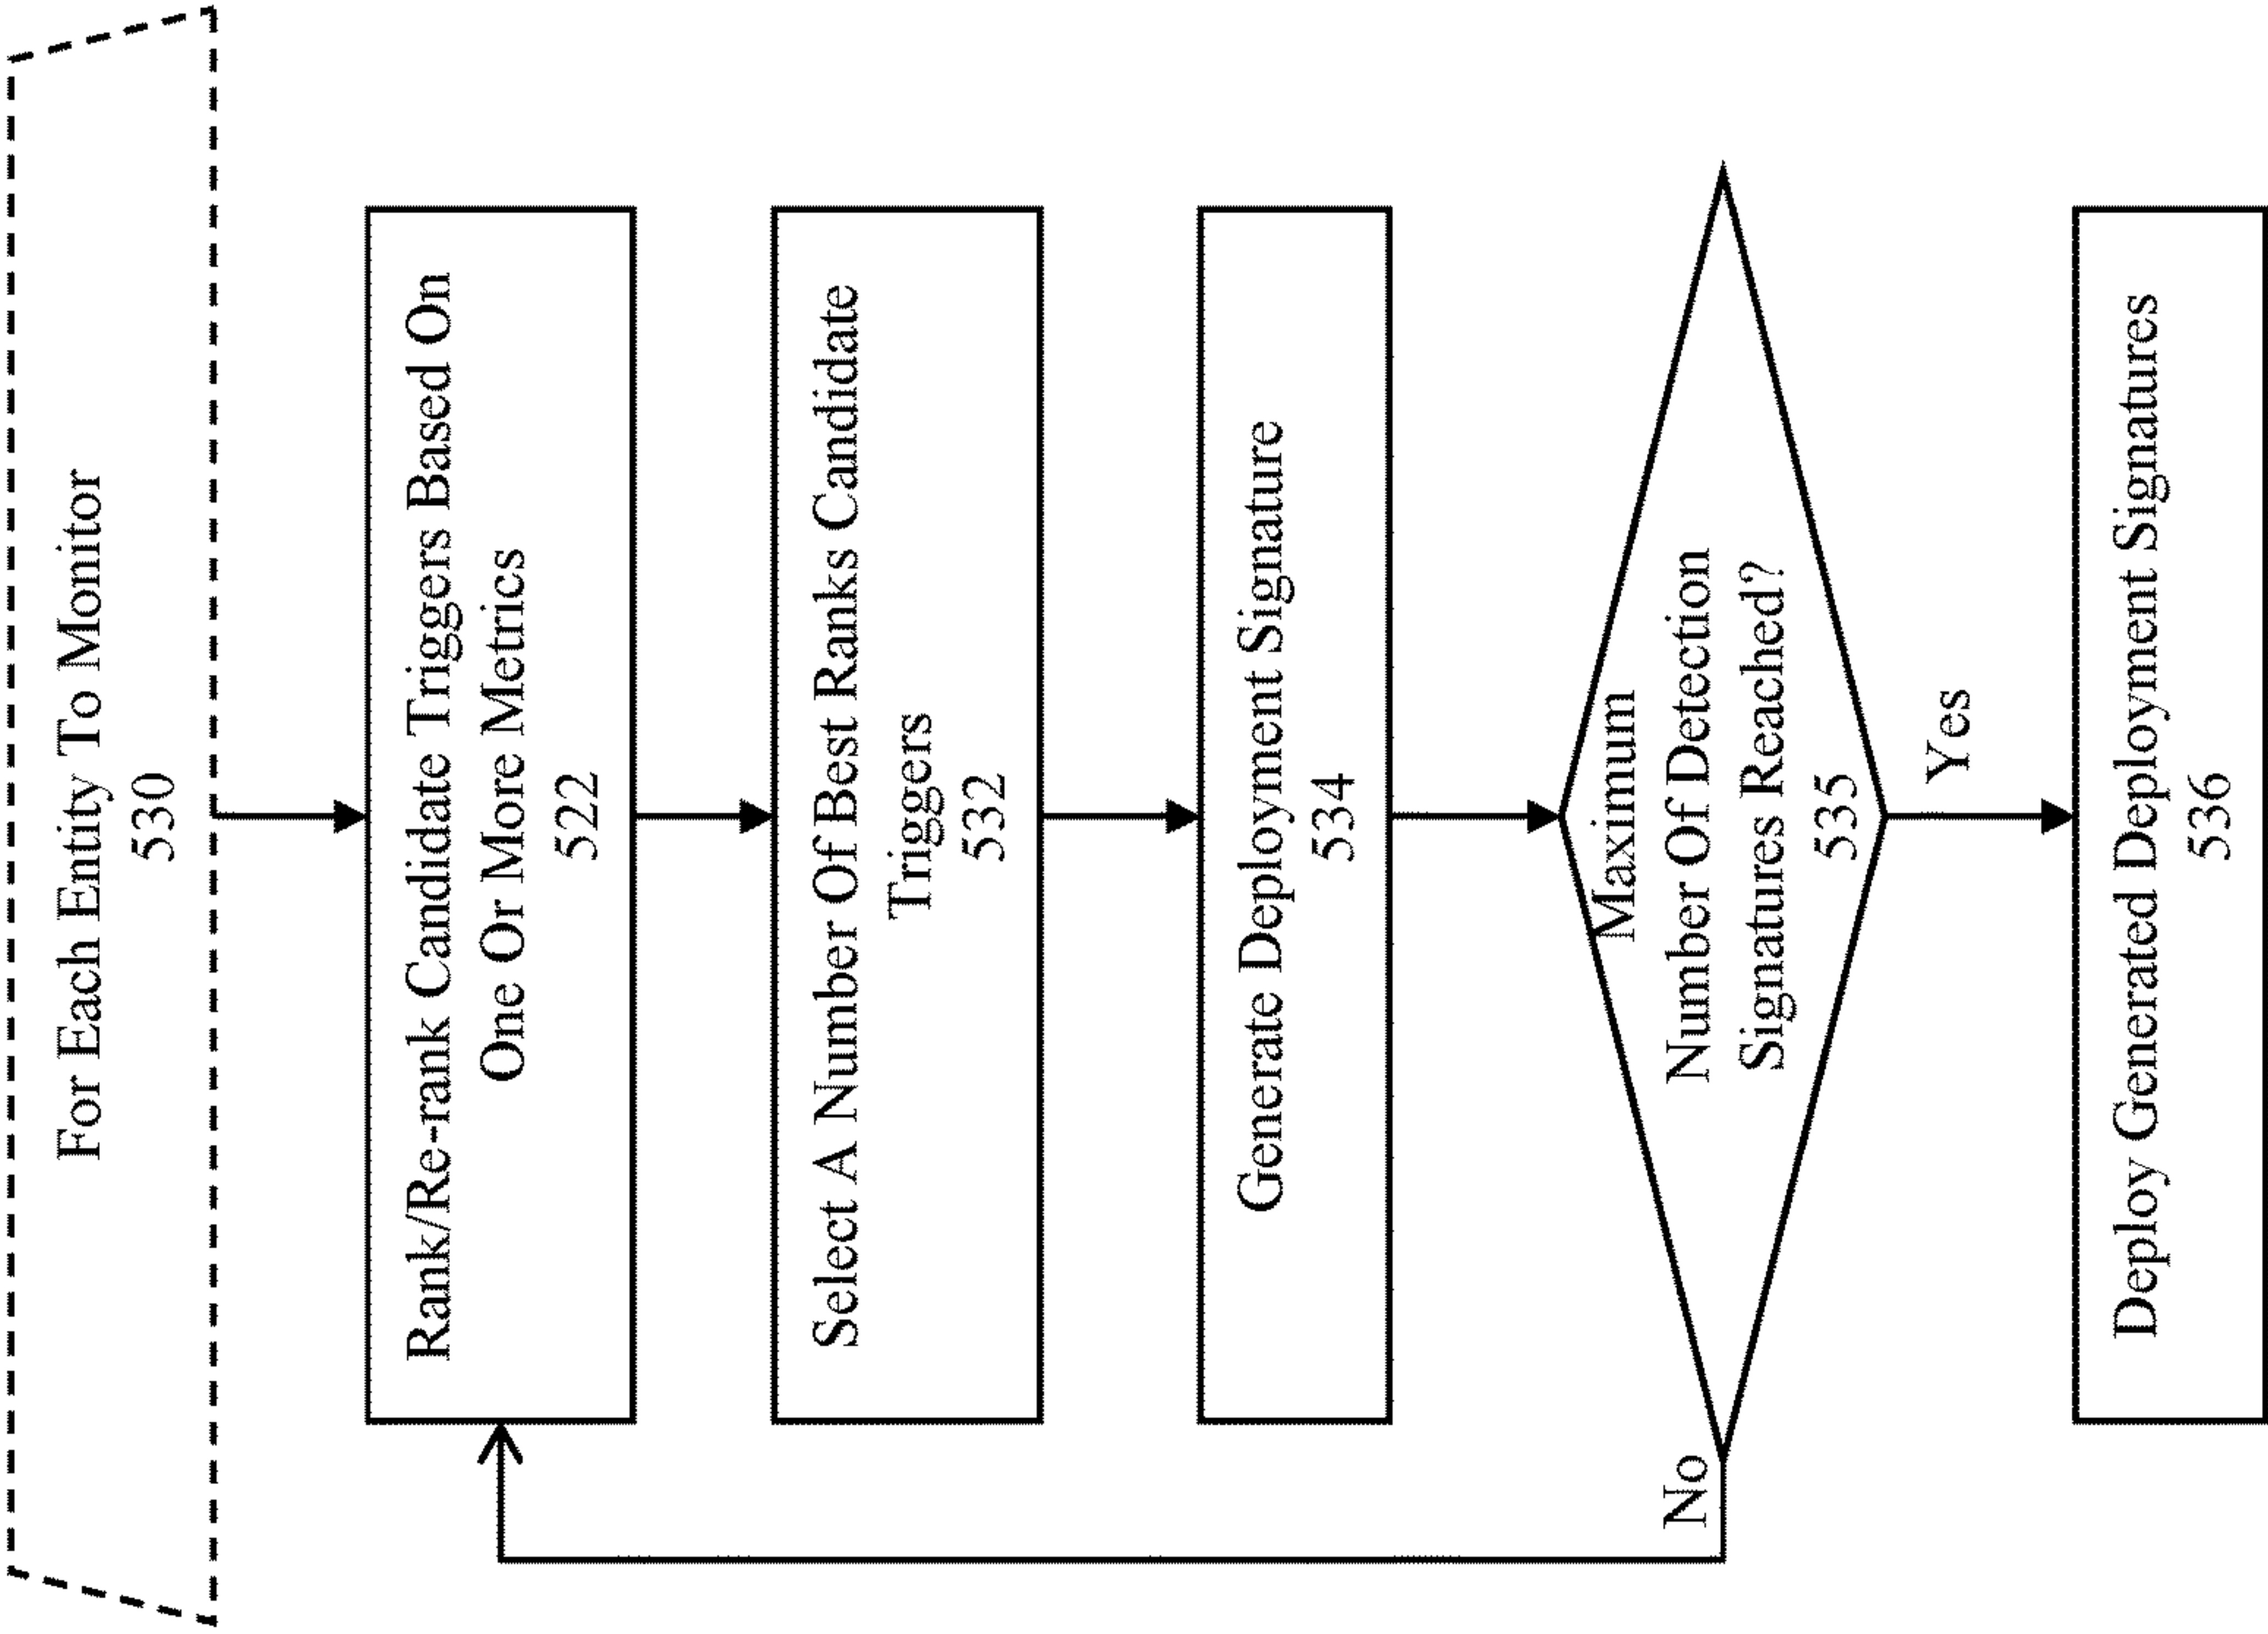 For Each Entity To Monitor
530
Rank/Re-rank Candidate Triggers Based On
One Or More Metrics
522
Select A Number Of Best Ranks Candidate
Triggers
532
Generate Deployment Signature
534
Maximum
Number Of Detection
Signatures Reached?
535
No
Yes
Deploy Generated Deployment Signatures
536